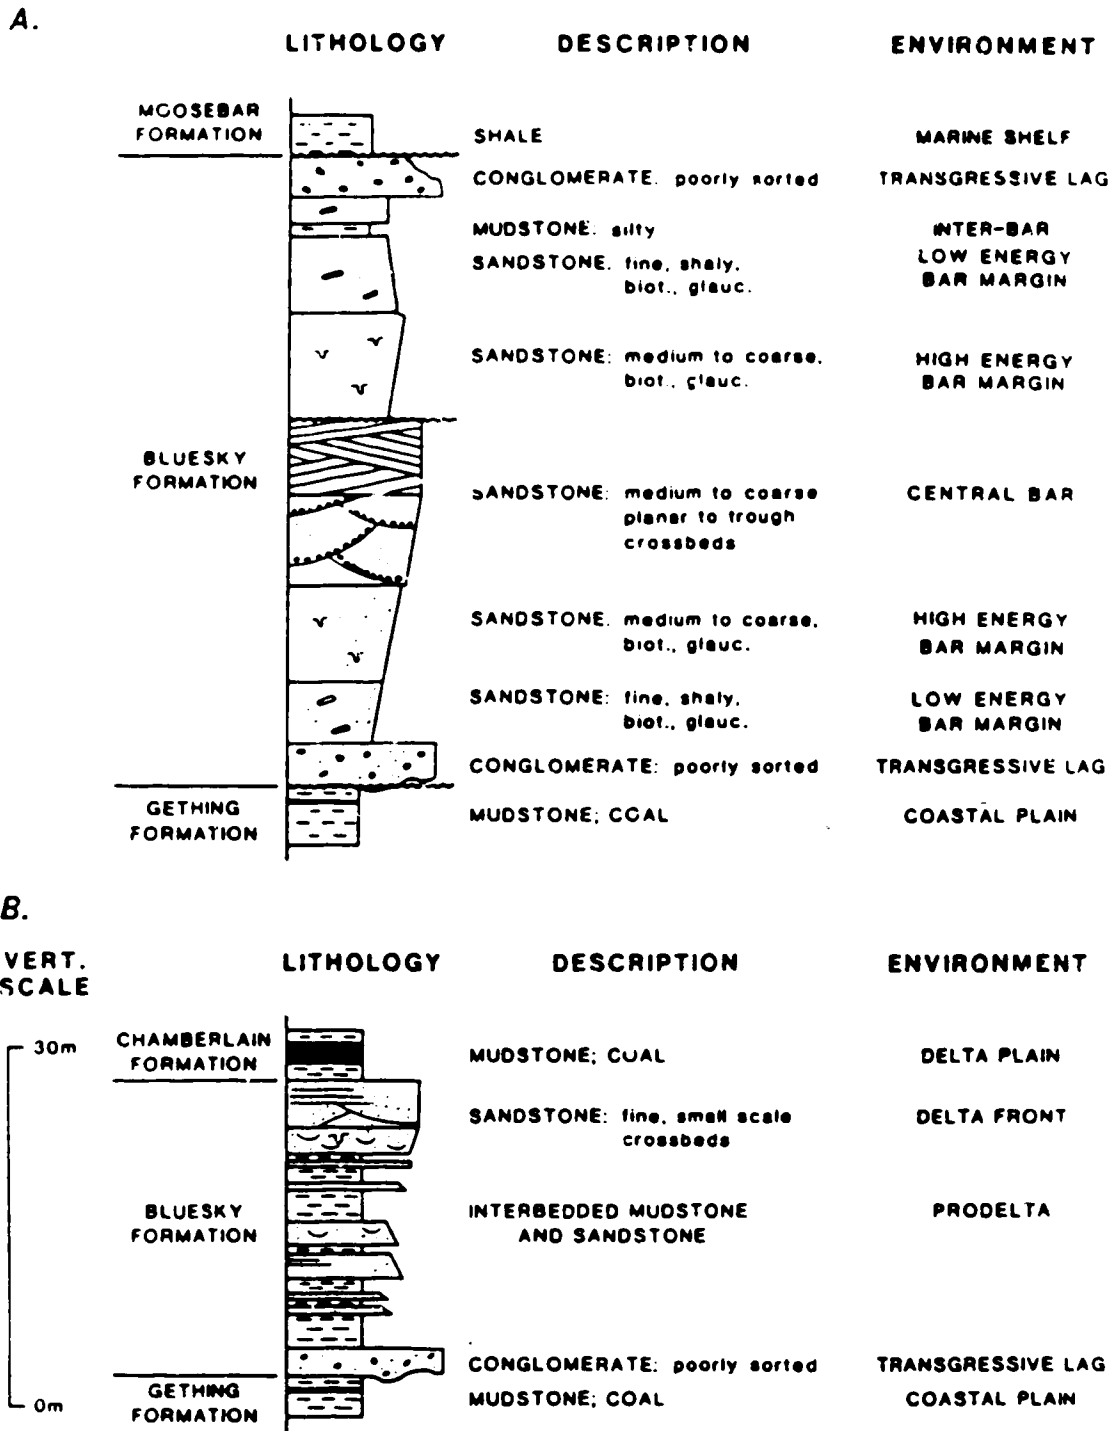 A.
LITHOLOGY DESCRIPTION ENVIRONMENT
MOOSEBAR
FORMATION
SHALE MARINE SHELF
CONGLOMERATE. poorly sorted TRANSGRESSIVE LAG
MUDSTONE: silty INTER-BAR
SANDSTONE. fine, shaly,
biot., glauc.
LOW ENERGY
BAR MARGIN
SANDSTONE: medium to coarse,
biot., glauc.
HIGH ENERGY
BAR MARGIN
BLUESKY
FORMATION
SANDSTONE: medium to coarse
planar to trough
crossbeds
CENTRAL BAR
SANDSTONE. medium to coarse,
biot., glauc.
HIGH ENERGY
BAR MARGIN
SANDSTONE: fine, shaly,
biot., glauc.
LOW ENERGY
BAR MARGIN
CONGLOMERATE: poorly sorted TRANSGRESSIVE LAG
GETHING
FORMATION
MUDSTONE; COAL COASTAL PLAIN
B.
VERT.
SCALE
LITHOLOGY DESCRIPTION ENVIRONMENT
30m
CHAMBERLAIN
FORMATION
MUDSTONE; COAL DELTA PLAIN
SANDSTONE: fine, small scale
crossbeds
DELTA FRONT
BLUESKY
FORMATION
INTERBEDDED MUDSTONE
AND SANDSTONE
PRODELTA
CONGLOMERATE: poorly sorted TRANSGRESSIVE LAG
GETHING
FORMATION
MUDSTONE; COAL COASTAL PLAIN
0m